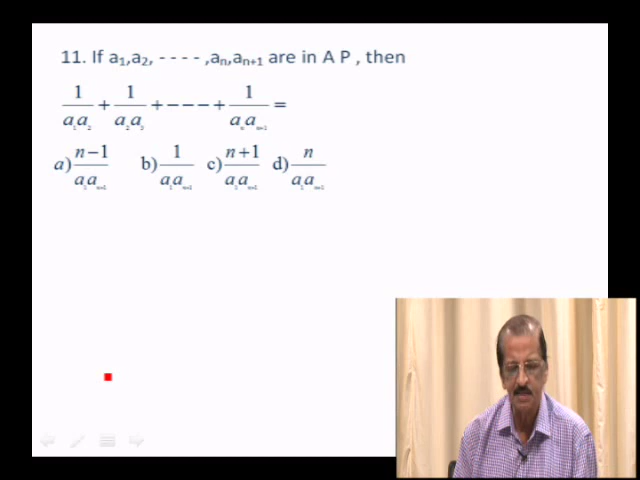 11. If a₁,a₂, - - - - ,aₙ,aₙ₊₁ are in A P , then
1/a₁a₂ + 1/a₂a₃ + - - - + 1/aₙaₙ₊₁ =
a) n−1/a₁aₙ₊₁ b) 1/a₁aₙ₊₁ c) n+1/a₁aₙ₊₁ d) n/a₁aₙ₊₁